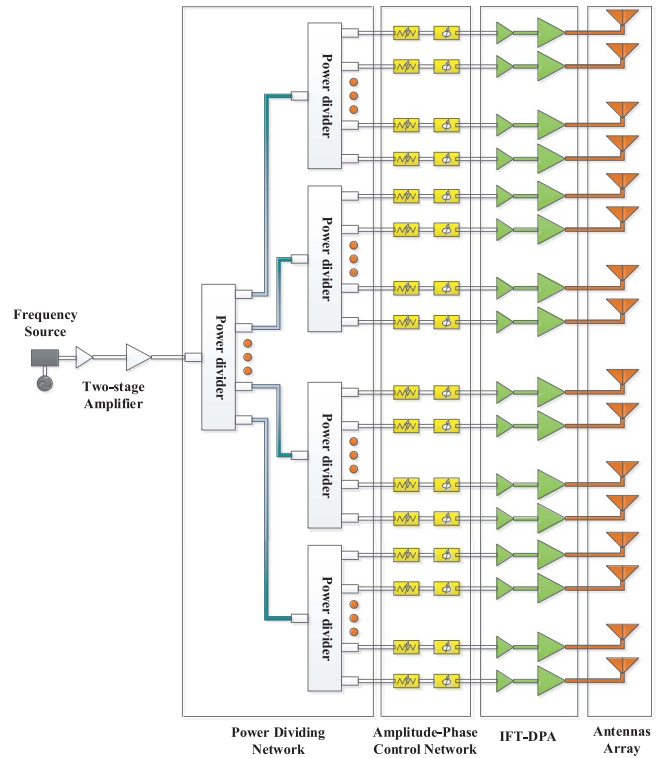 Power divider
Power divider
Frequency
Source
Power divider
Two-stage
Amplifier
Power divider
Power divider
Power Dividing
Network
Amplitude-Phase
Control Network
IFT-DPA
Antennas
Array